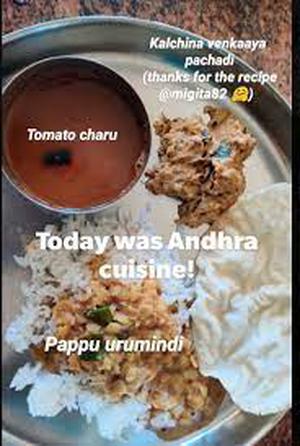 Kalchina venkaaya
pachadi
(thanks for the recipe
@migita82 🤗)
Tomato charu
Today was Andhra
cuisine!
Pappu urumindi